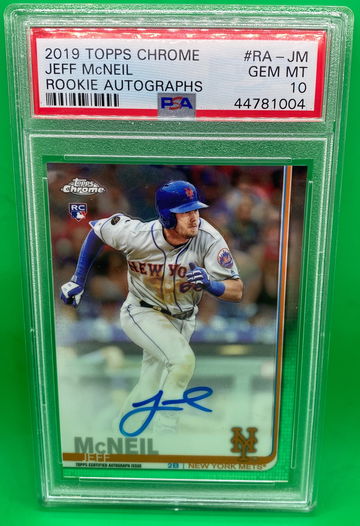 2019 TOPPS CHROME #RA-JM
JEFF McNEIL GEM MT
ROOKIE AUTOGRAPHS 10
PSA 44781004
Topps
Chrome
RC
NEW YORK
6
McNEIL
JEFF
TOPPS CERTIFIED AUTOGRAPH ISSUE
2B | NEW YORK METS